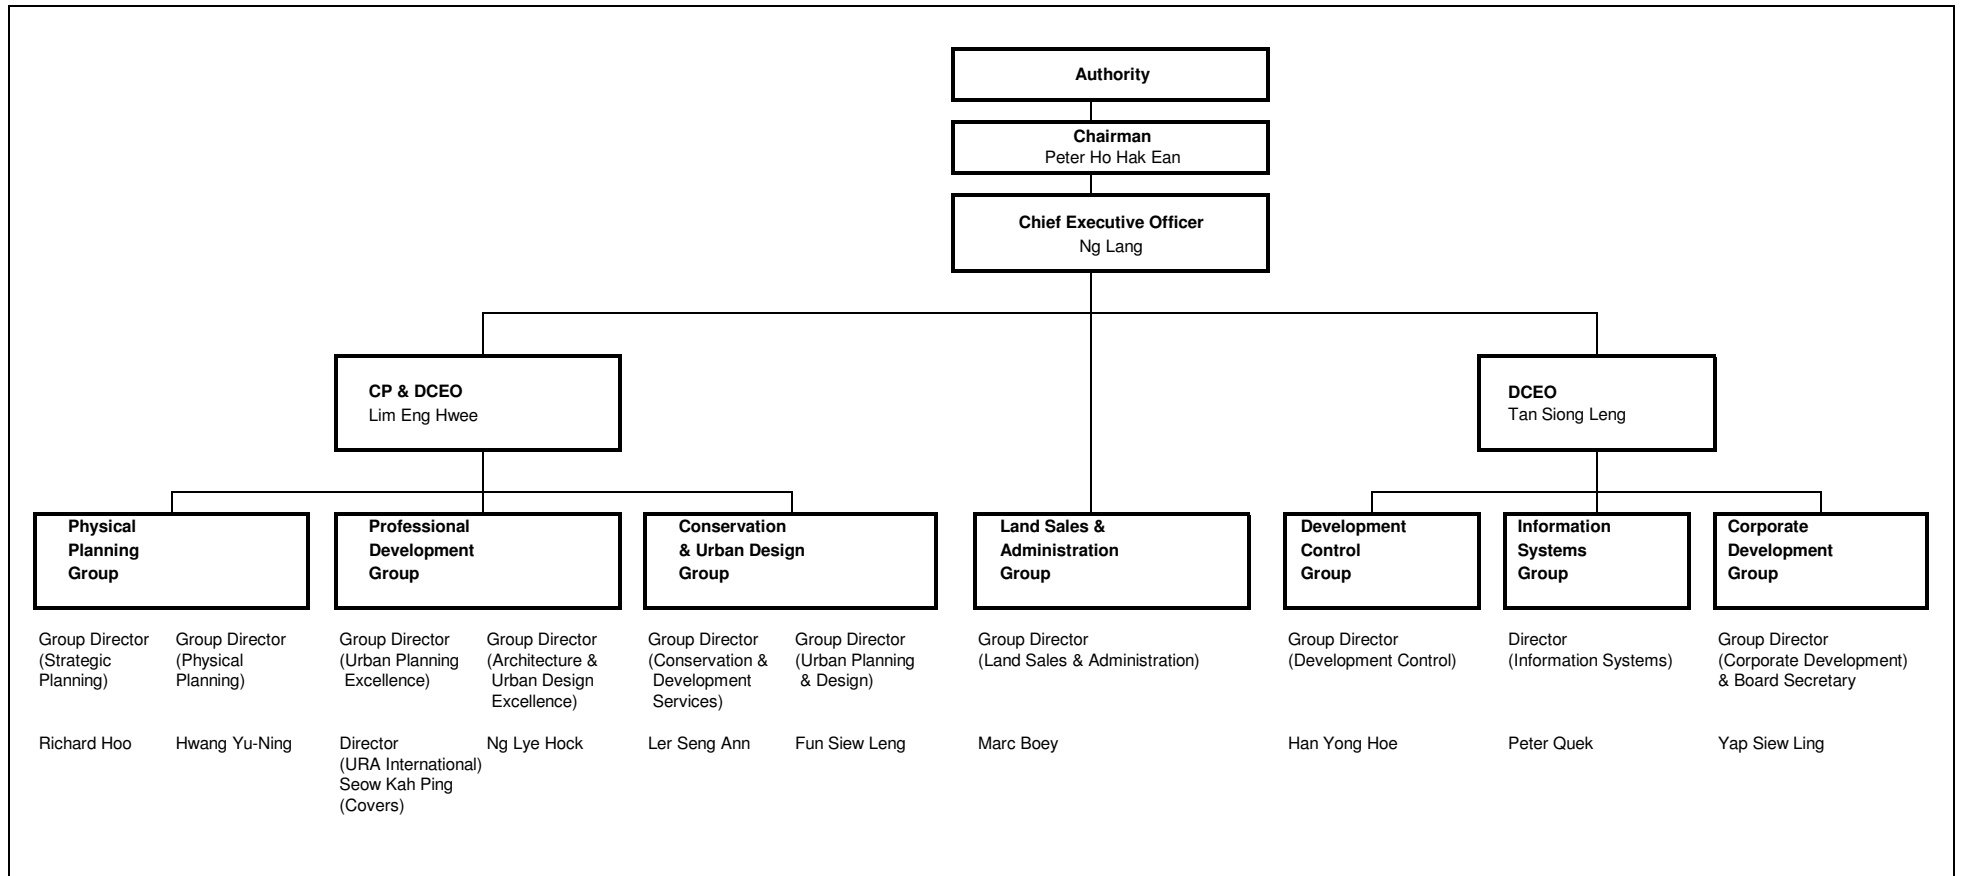 Authority
Chairman
Peter Ho Hak Ean
Chief Executive Officer
Ng Lang
CP & DCEO
Lim Eng Hwee
DCEO
Tan Siong Leng
Physical
Planning
Group
Professional
Development
Group
Conservation
& Urban Design
Group
Land Sales &
Administration
Group
Development
Control
Group
Information
Systems
Group
Corporate
Development
Group
Group Director
(Strategic
Planning)
Richard Hoo
Group Director
(Physical
Planning)
Hwang Yu-Ning
Group Director
(Urban Planning
Excellence)
Director
(URA International)
Seow Kah Ping
(Covers)
Group Director
(Architecture &
Urban Design
Excellence)
Ng Lye Hock
Group Director
(Conservation &
Development
Services)
Ler Seng Ann
Group Director
(Urban Planning
& Design)
Fun Siew Leng
Group Director
(Land Sales & Administration)
Marc Boey
Group Director
(Development Control)
Han Yong Hoe
Director
(Information Systems)
Peter Quek
Group Director
(Corporate Development)
& Board Secretary
Yap Siew Ling